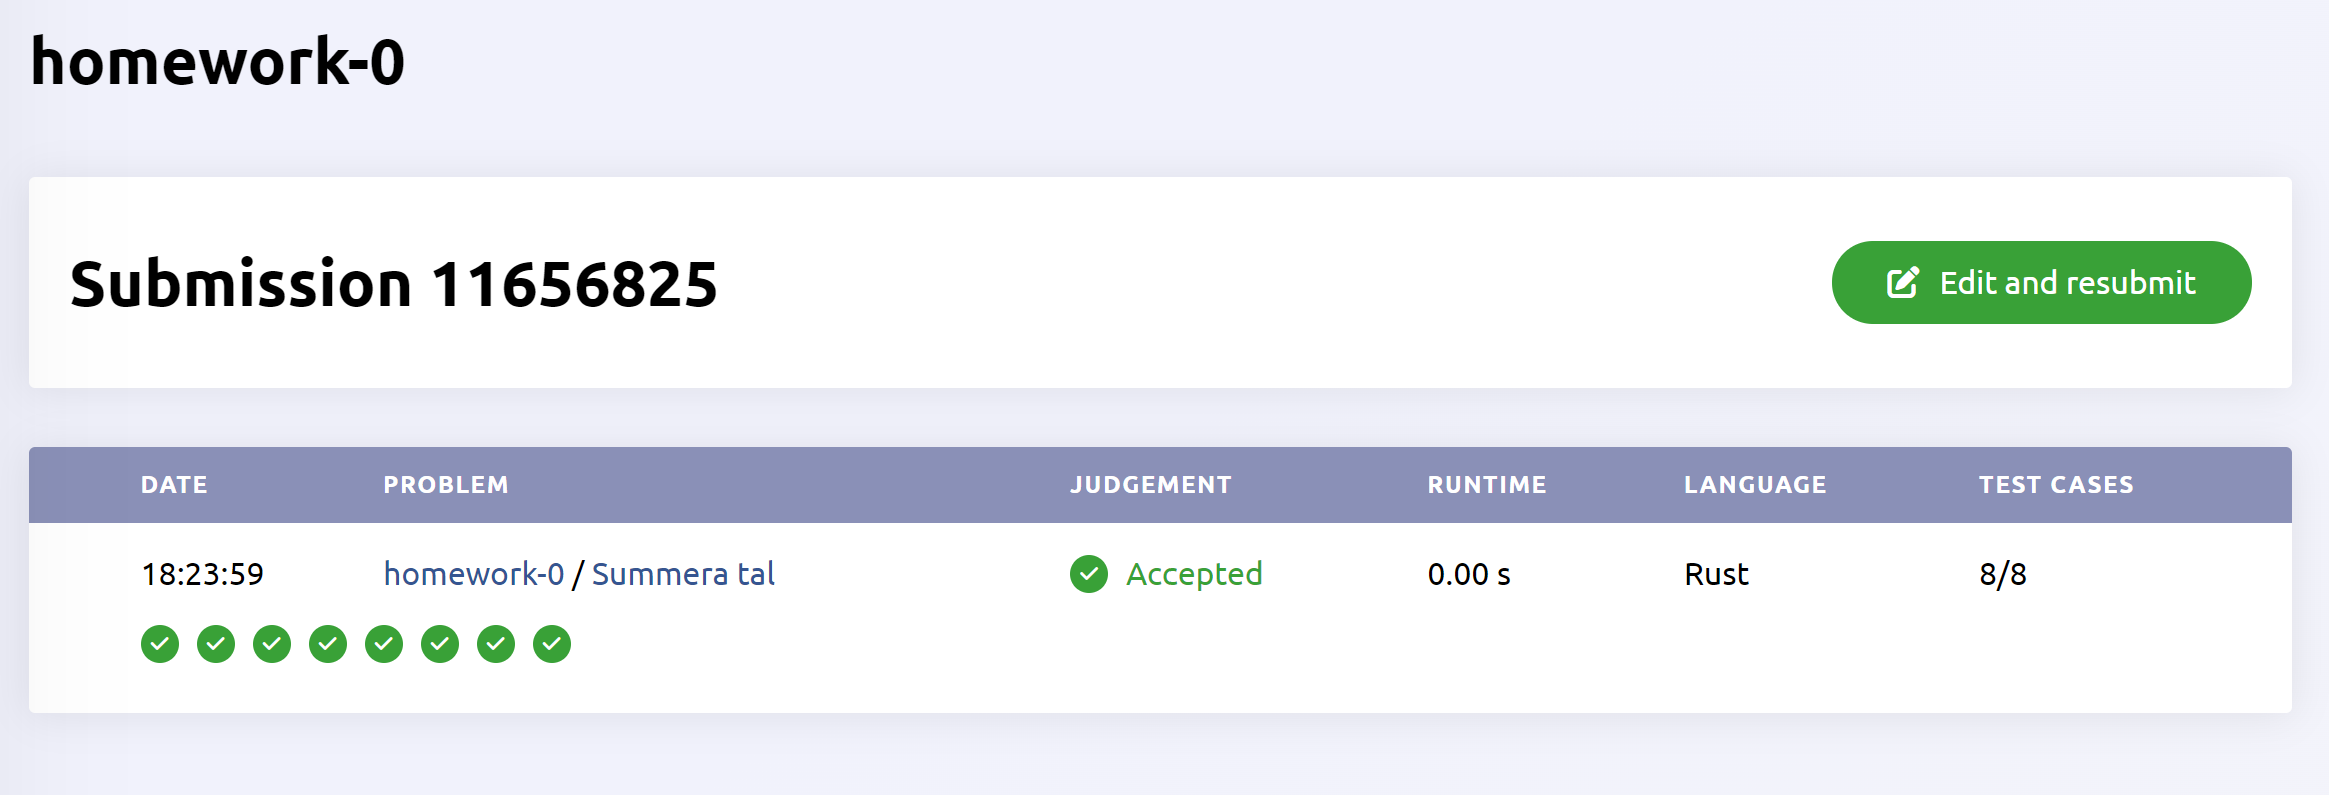 homework-0
Submission 11656825
Edit and resubmit
DATE PROBLEM JUDGEMENT RUNTIME LANGUAGE TEST CASES
18:23:59 homework-0 / Summera tal Accepted 0.00 s Rust 8/8